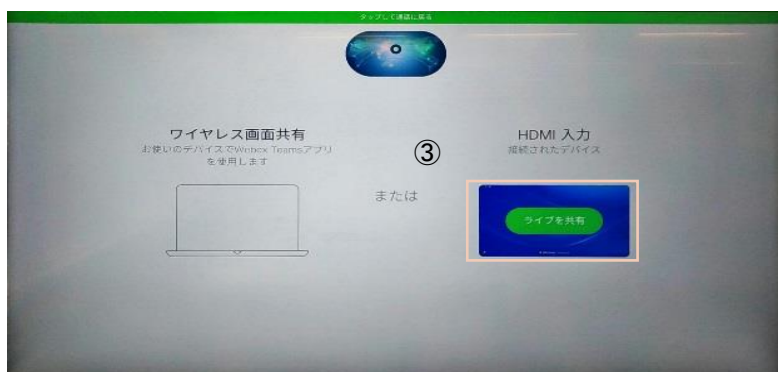 タップして通話に戻る
ワイヤレス画面共有
お使いのデバイスでWebex Teamsアプリ
を使用します
③
または
HDMI 入力
接続されたデバイス
ライブを共有